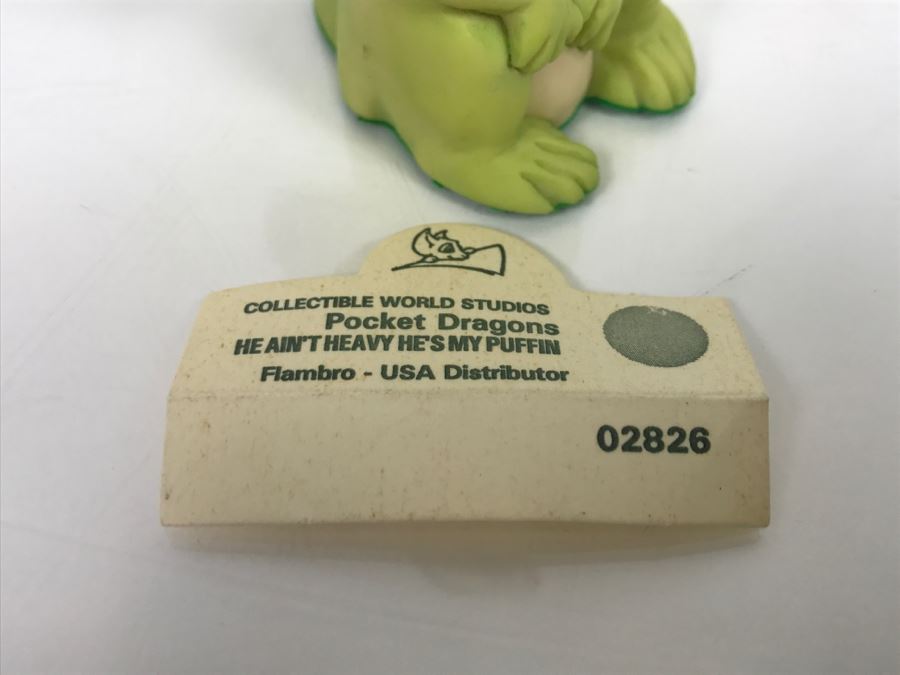 COLLECTIBLE WORLD STUDIOS
Pocket Dragons
HE AIN'T HEAVY HE'S MY PUFFIN
Flambro - USA Distributor
02826